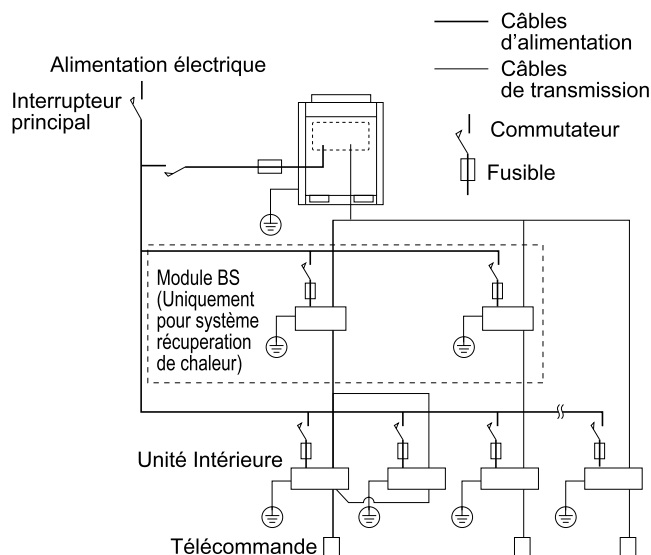 Câbles
d'alimentation
Alimentation électrique
Câbles
de transmission
Interrupteur
principal
Commutateur
Fusible
Module BS
(Uniquement
pour système
récuperation
de chaleur)
Unité Intérieure
Télécommande